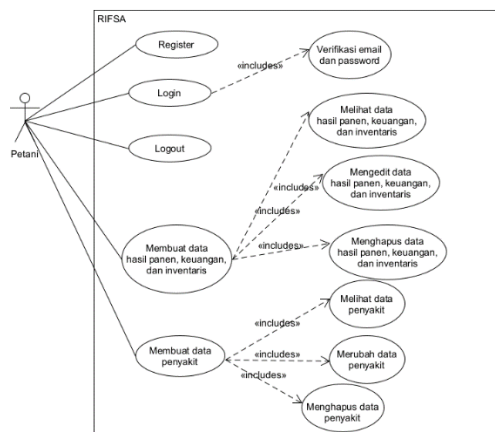 RIFSA
Register
Verifikasi email
dan password
«includes»
Login
Petani
Logout
Melihat data
hasil panen, keuangan,
dan inventaris
«includes»
Mengedit data
hasil panen, keuangan,
dan inventaris
«includes»
Membuat data
hasil panen, keuangan,
dan inventaris
«includes»
Menghapus data
hasil panen, keuangan,
dan inventaris
Melihat data
penyakit
«includes»
Membuat data
penyakit
«includes»
Merubah data
penyakit
«includes»
Menghapus data
penyakit